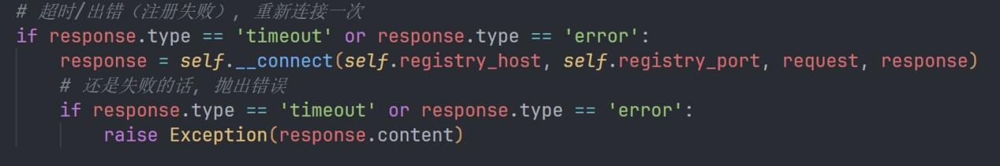 # 超时/出错（注册失败）, 重新连接一次
if response.type == 'timeout' or response.type == 'error':
response = self.__connect(self.registry_host, self.registry_port, request, response)
# 还是失败的话, 抛出错误
if response.type == 'timeout' or response.type == 'error':
raise Exception(response.content)